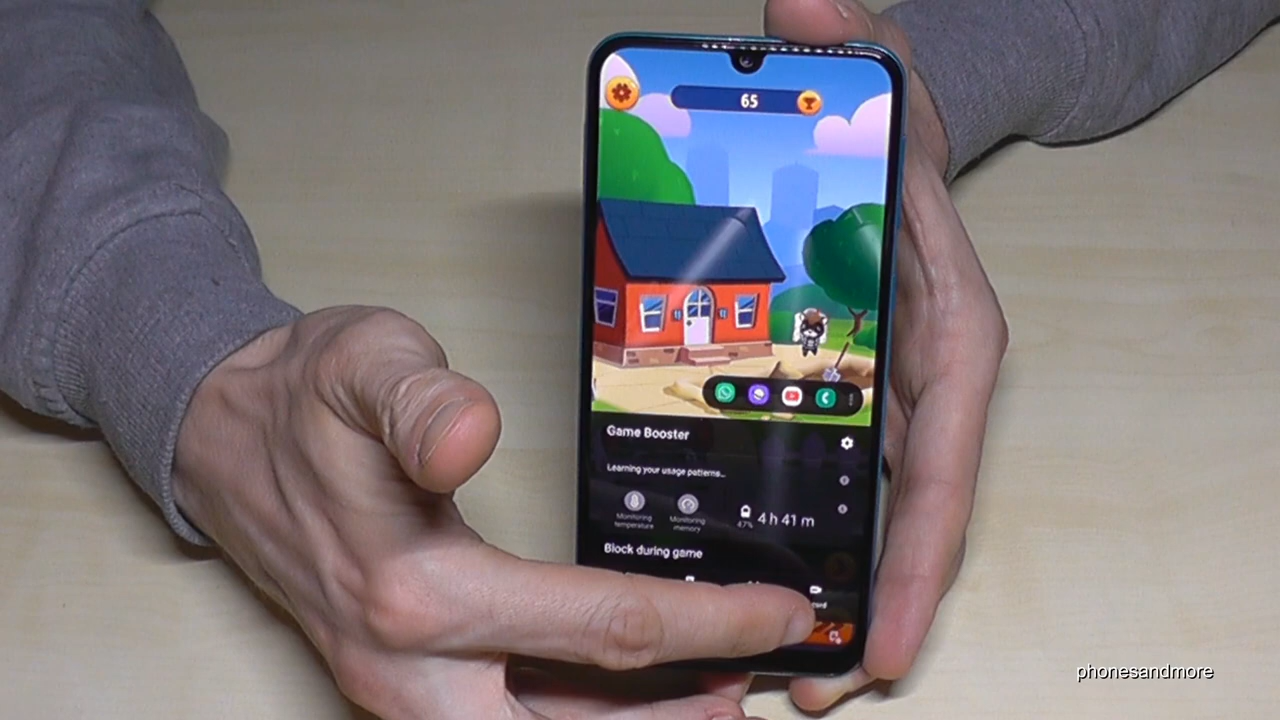 65
Game Booster
Learning your usage patterns...
Monitoring temperature
Monitoring memory
47%
4 h 41 m
Block during game
phonesandmore